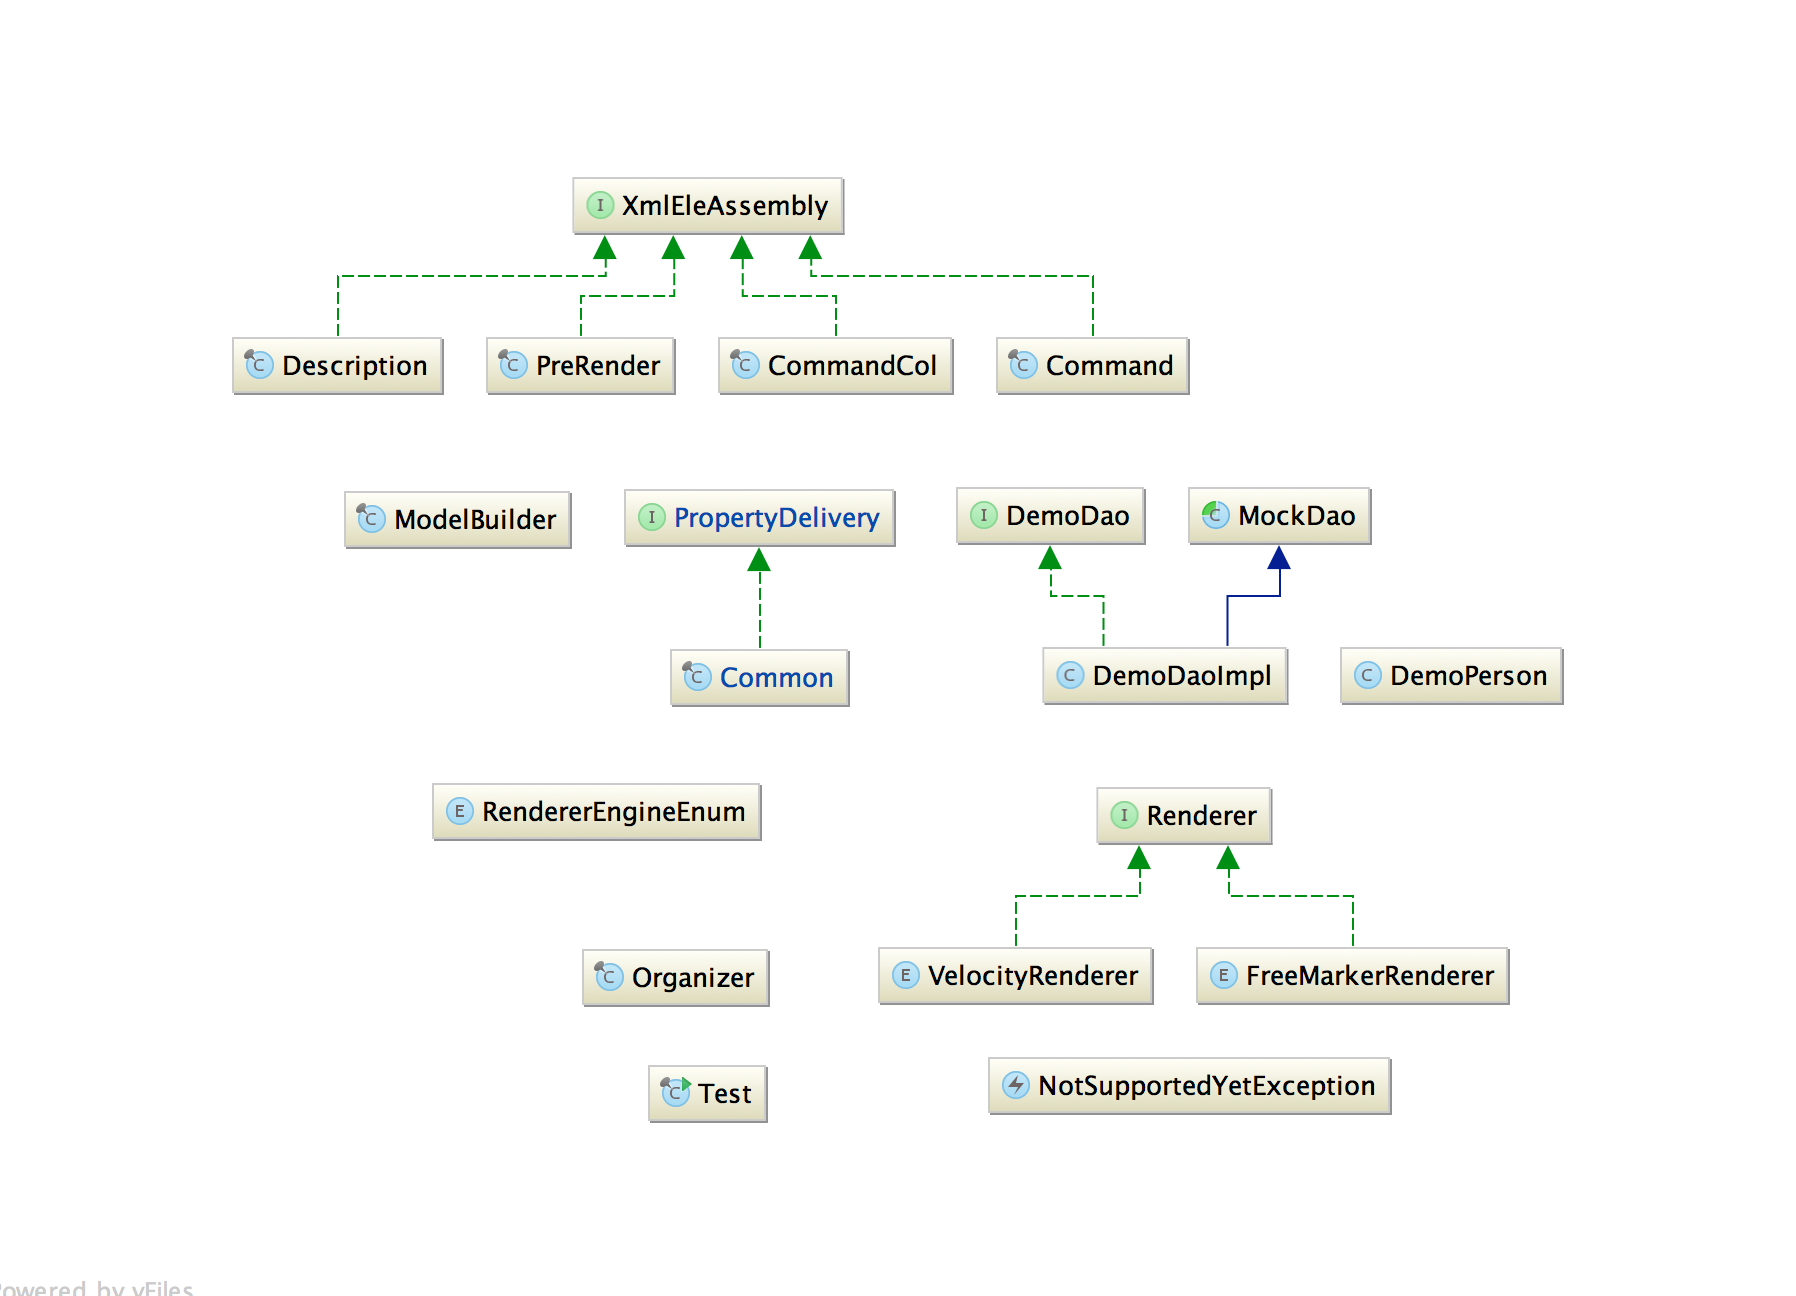 I XmlEleAssembly
C Description
C PreRender
C CommandCol
C Command
C ModelBuilder
I PropertyDelivery
I DemoDao
C MockDao
C Common
C DemoDaoImpl
C DemoPerson
E RendererEngineEnum
I Renderer
C Organizer
E VelocityRenderer
E FreeMarkerRenderer
C Test
NotSupportedYetException
Powered by yFiles